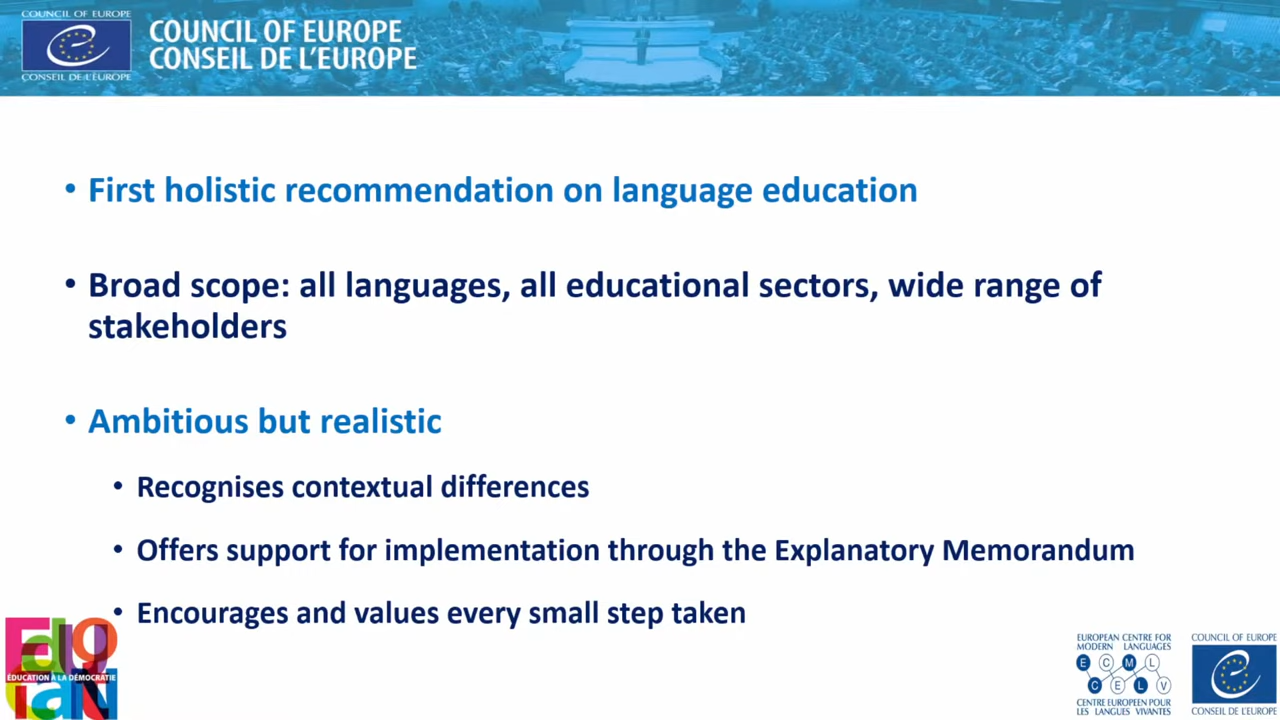 COUNCIL OF EUROPE
CONSEIL DE L'EUROPE
COUNCIL OF EUROPE
CONSEIL DE L'EUROPE
• First holistic recommendation on language education
• Broad scope: all languages, all educational sectors, wide range of
stakeholders
• Ambitious but realistic
• Recognises contextual differences
• Offers support for implementation through the Explanatory Memorandum
• Encourages and values every small step taken
ÉDUCATION À LA DÉMOCRATIE
EUROPEAN CENTRE FOR
MODERN LANGUAGES
E C M L
C E L V
CENTRE EUROPEEN POUR
LES LANGUES VIVANTES
COUNCIL OF EUROPE
CONSEIL DE L'EUROPE